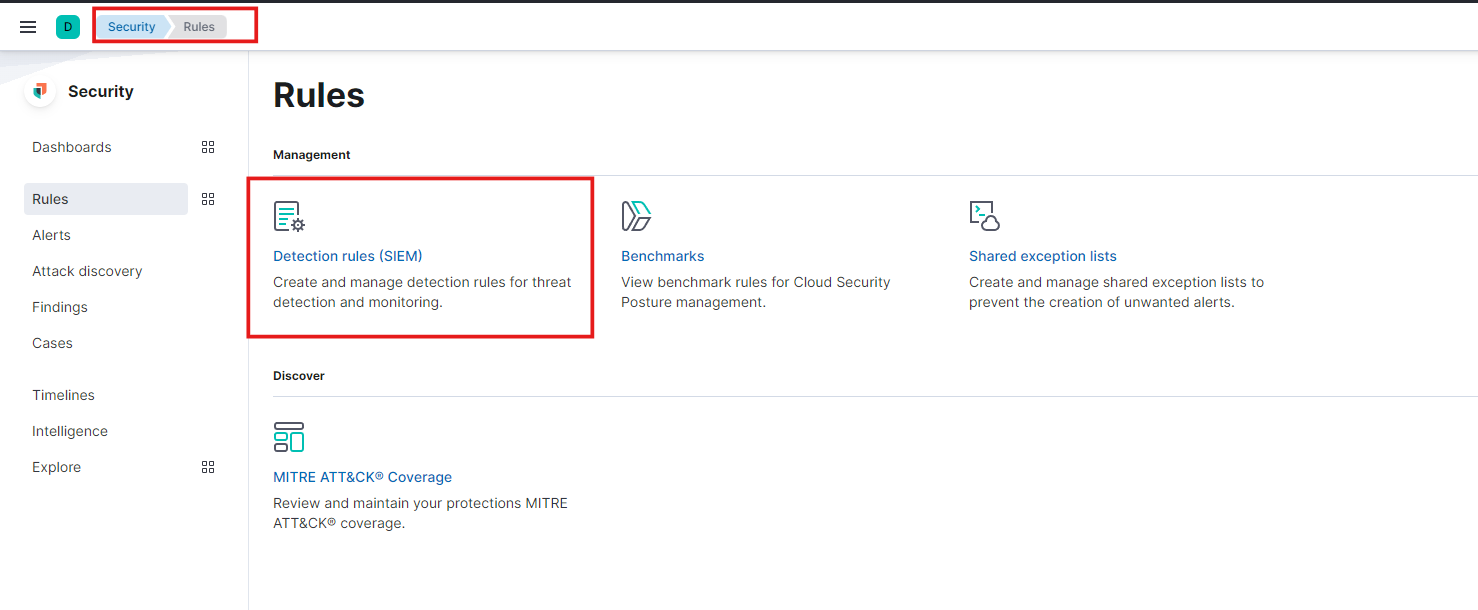 D
Security
Rules
Security
Dashboards
Rules
Alerts
Attack discovery
Findings
Cases
Timelines
Intelligence
Explore
Rules
Management
Detection rules (SIEM)
Create and manage detection rules for threat
detection and monitoring.
Benchmarks
View benchmark rules for Cloud Security
Posture management.
Shared exception lists
Create and manage shared exception lists to
prevent the creation of unwanted alerts.
Discover
MITRE ATT&CK® Coverage
Review and maintain your protections MITRE
ATT&CK® coverage.